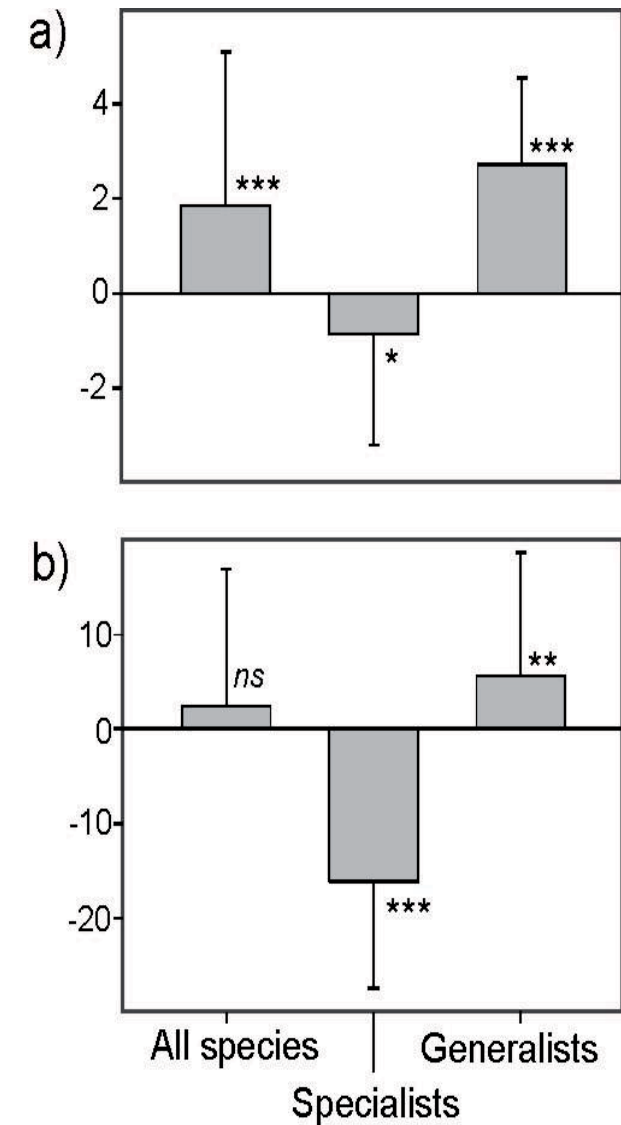 a)
4
***
***
2
0
*
-2
b)
10
ns
**
0
-10
***
-20
All species
Generalists
Specialists